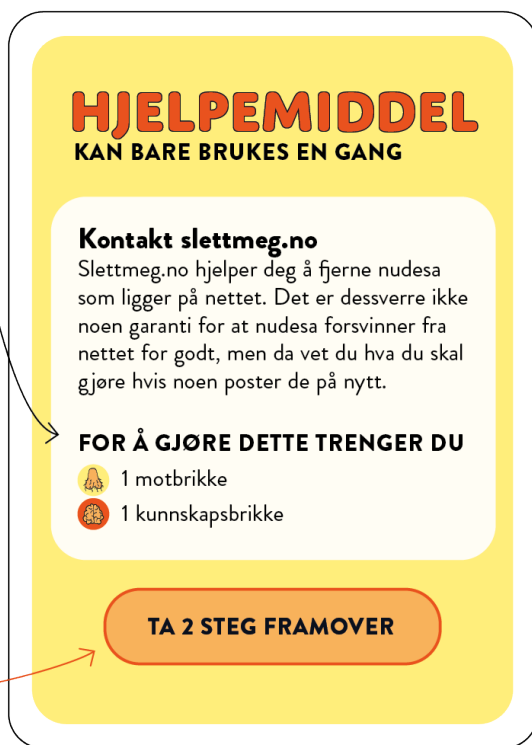 HJELPEMIDDEL
KAN BARE BRUKES EN GANG
Kontakt slettmeg.no
Slettmeg.no hjelper deg å fjerne nudesa
som ligger på nettet. Det er dessverre ikke
noen garanti for at nudesa forsvinner fra
nettet for godt, men da vet du hva du skal
gjøre hvis noen poster de på nytt.
FOR Å GJØRE DETTE TRENGER DU
1 motbrikke
1 kunnskapsbrikke
TA 2 STEG FRAMOVER